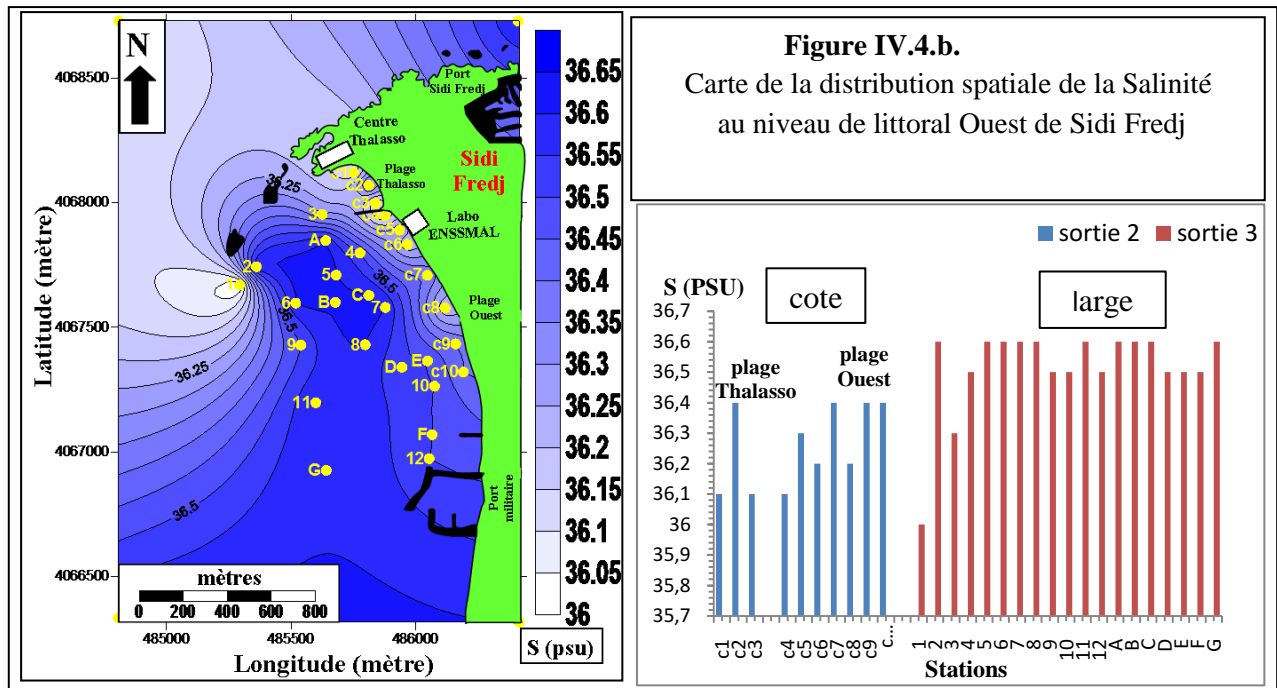 N
4068500
4068000
4067500
4067000
4066500
Latitude (mètre)
485000
485500
486000
Longitude (mètre)
Port
Sidi Fredj
Centre
Thalasso
Sidi
Fredj
Plage
Thalasso
Labo
ENSSMAL
Plage
Ouest
Port
militaire
36.25
36.5
36.5
36.25
36.5
c1
c2
c3
c4
c5
c6
c7
c8
c9
c10
3
A
4
2
1
5
6
B
C
7
9
8
D
E
10
11
F
12
G
mètres
0 200 400 600 800
36.65
36.6
36.55
36.5
36.45
36.4
36.35
36.3
36.25
36.2
36.15
36.1
36.05
36
S (psu)
Figure IV.4.b.
Carte de la distribution spatiale de la Salinité
au niveau de littoral Ouest de Sidi Fredj
sortie 2 sortie 3
S (PSU)
cote
large
plage
Thalasso
plage
Ouest
36,7
36,6
36,5
36,4
36,3
36,2
36,1
36
35,9
35,8
35,7
c1 c2 c3 c4 c5 c6 c7 c8 c9 c... 1 2 3 4 5 6 7 8 9 10 11 12 A B C D E F G
Stations